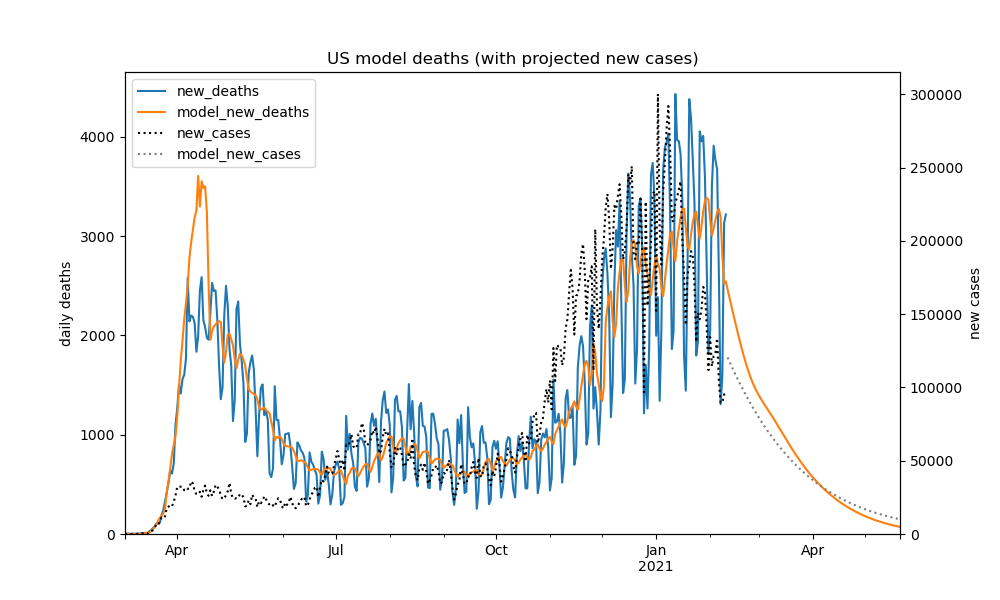 US model deaths (with projected new cases)
new_deaths
model_new_deaths
new_cases
model_new_cases
daily deaths
4000
3000
2000
1000
0
new cases
300000
250000
200000
150000
100000
50000
0
Apr
Jul
Oct
Jan
2021
Apr